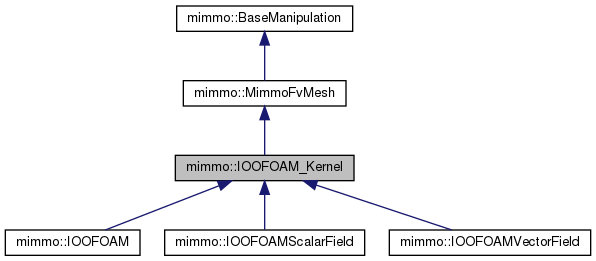 mimmo::BaseManipulation
mimmo::MimmoFvMesh
mimmo::IOOFOAM_Kernel
mimmo::IOOFOAM
mimmo::IOOFOAMScalarField
mimmo::IOOFOAMVectorField